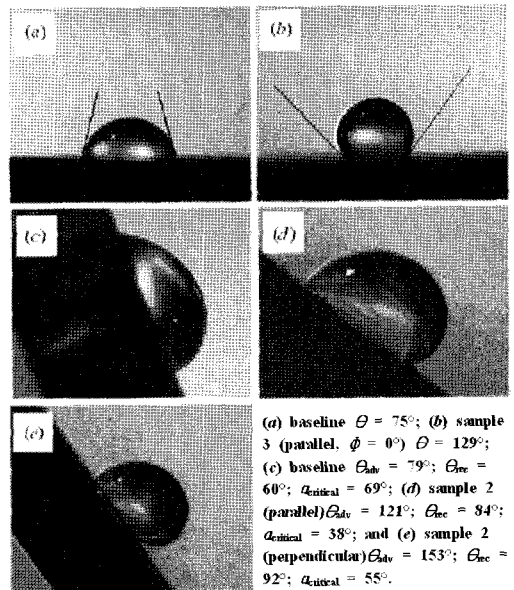 (a)
(b)
(c)
(d)
(e)
(a) baseline θ = 75°; (b) sample
3 (parallel, ϕ = 0°) θ = 129°;
(c) baseline θadv = 79°; θrec =
60°; αcritical = 69°; (d) sample 2
(parallel)θadv = 121°; θrec = 84°;
αcritical = 38°; and (e) sample 2
(perpendicular)θadv = 153°; θrec =
92°; αcritical = 55°.